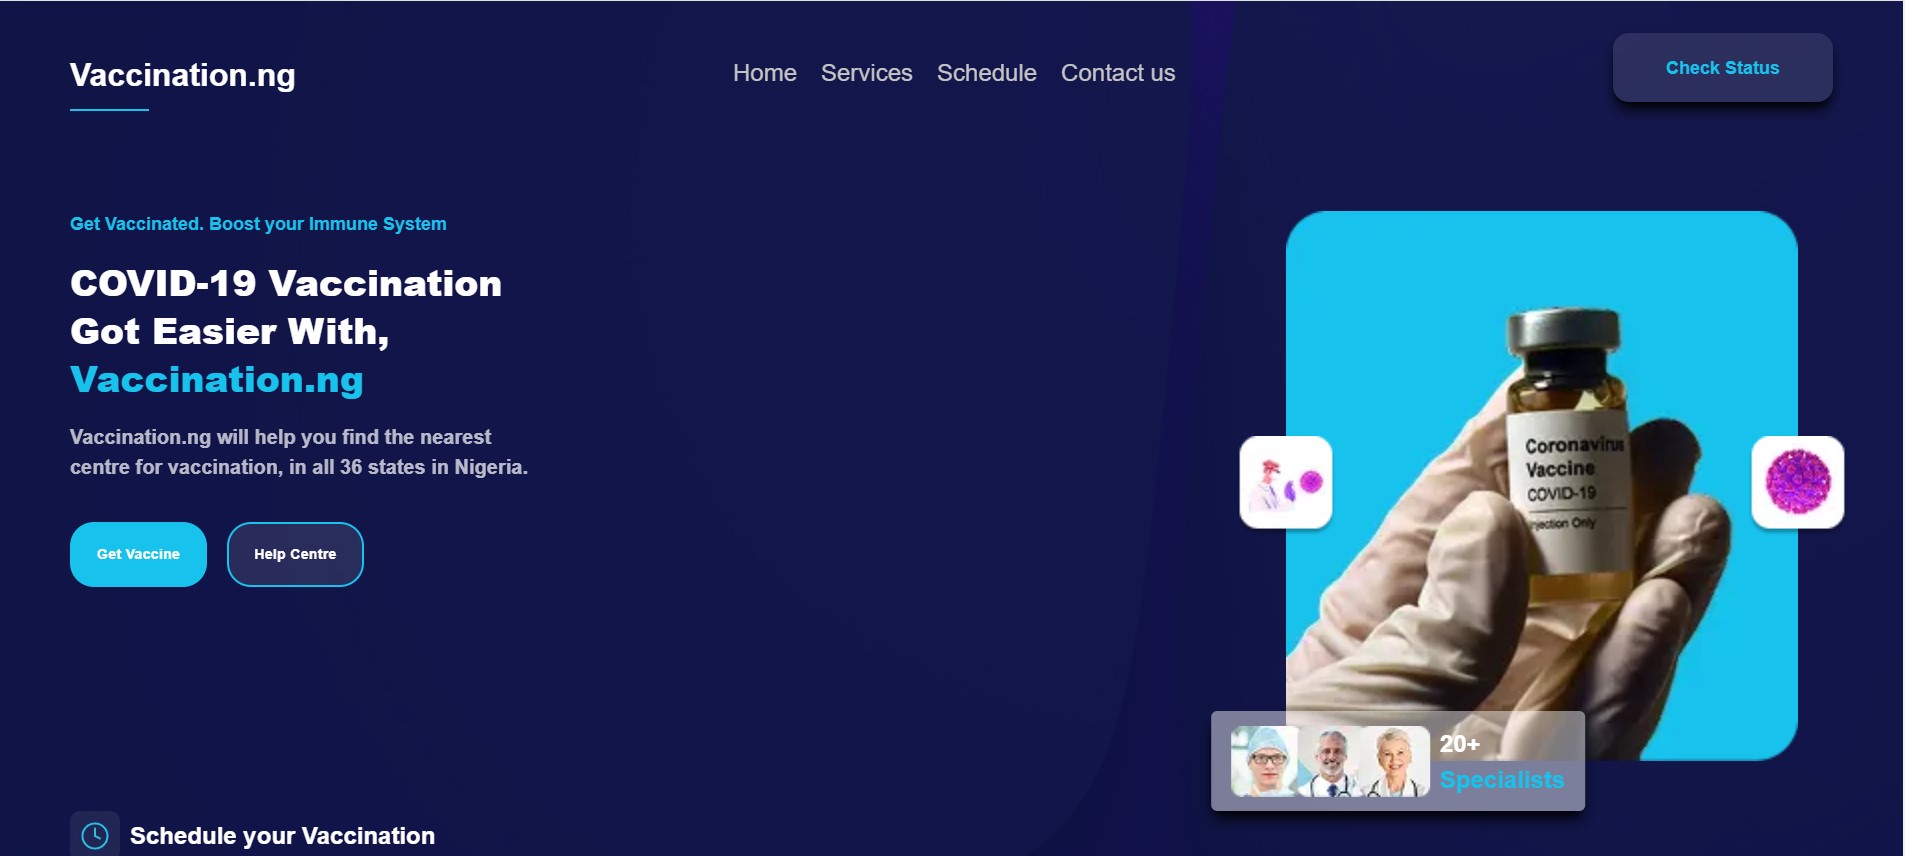 Vaccination.ng
Home Services Schedule Contact us
Check Status
Get Vaccinated. Boost your Immune System
COVID-19 Vaccination
Got Easier With,
Vaccination.ng
Vaccination.ng will help you find the nearest
centre for vaccination, in all 36 states in Nigeria.
Get Vaccine
Help Centre
Coronavirus
Vaccine
COVID-19
Injection Only
20+
Specialists
Schedule your Vaccination